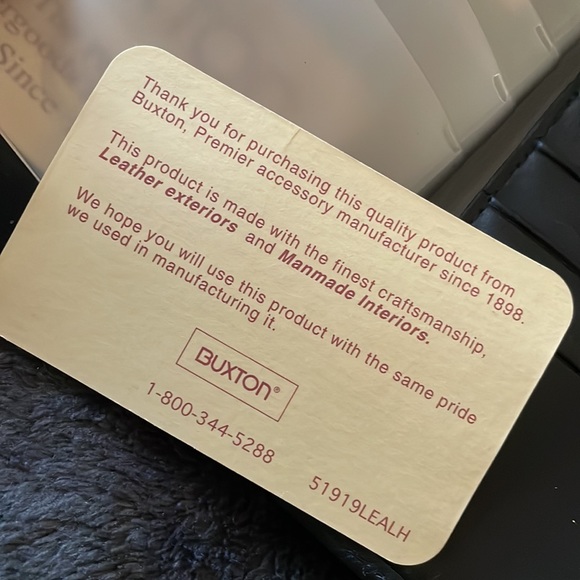 Thank you for purchasing this quality product from
Buxton, Premier accessory manufacturer since 1898.
This product is made with the finest craftsmanship,
Leather exteriors and Manmade Interiors.
We hope you will use this product with the same pride
we used in manufacturing it.
BUXTON®
1-800-344-5288
51919LEALH
Since